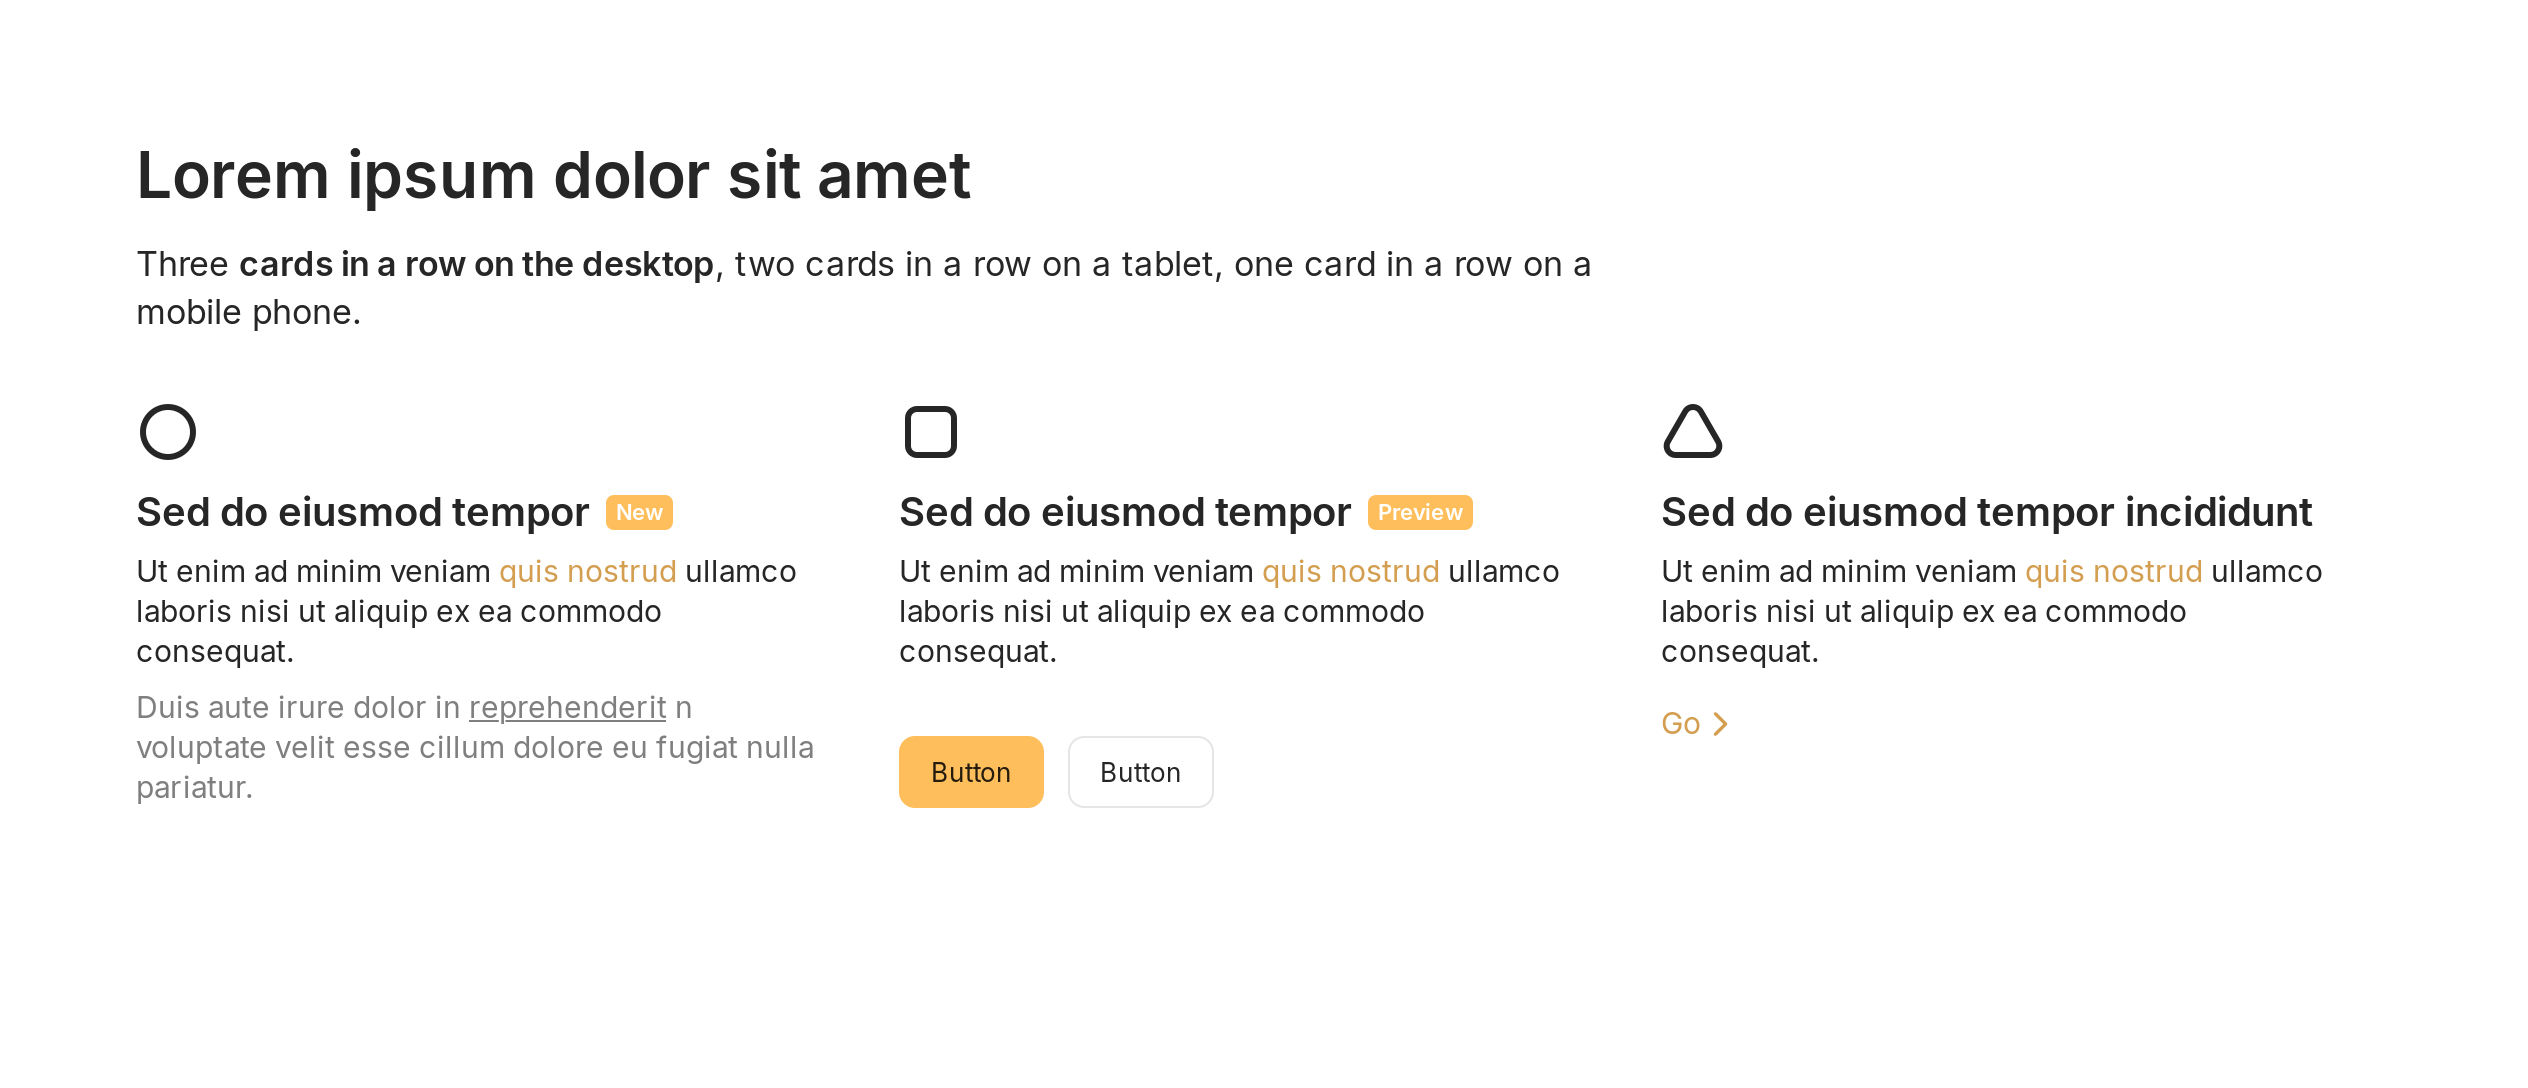 Lorem ipsum dolor sit amet
Three cards in a row on the desktop, two cards in a row on a tablet, one card in a row on a
mobile phone.
Sed do eiusmod tempor New
Ut enim ad minim veniam quis nostrud ullamco
laboris nisi ut aliquip ex ea commodo
consequat.
Duis aute irure dolor in reprehenderit n
voluptate velit esse cillum dolore eu fugiat nulla
pariatur.
Sed do eiusmod tempor Preview
Ut enim ad minim veniam quis nostrud ullamco
laboris nisi ut aliquip ex ea commodo
consequat.
Button Button
Sed do eiusmod tempor incididunt
Ut enim ad minim veniam quis nostrud ullamco
laboris nisi ut aliquip ex ea commodo
consequat.
Go